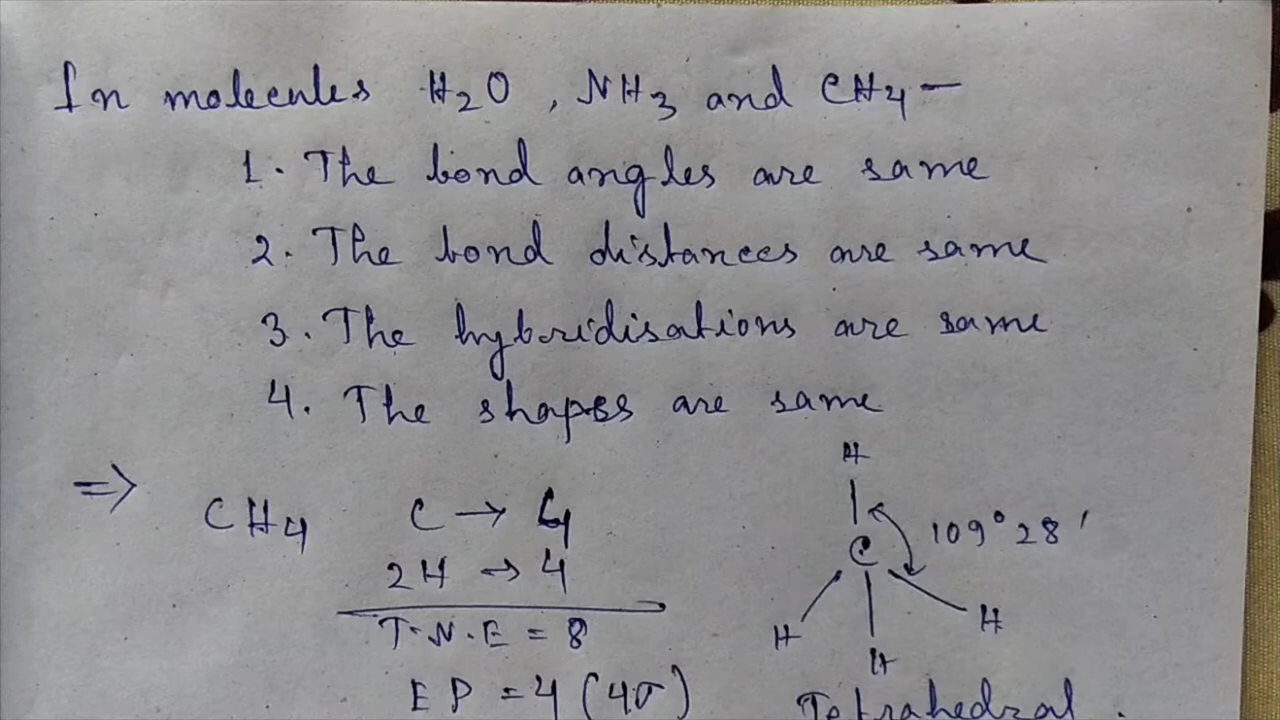 In molecules H₂O, NH₃ and CH₄ —
1. The bond angles are same
2. The bond distances are same
3. The hybridisations are same
4. The shapes are same
⇒ CH₄ C → 4
2H → 4
T.N.E = 8
EP = 4 (4σ)
H
C 109°28'
H H H
Tetrahedral.